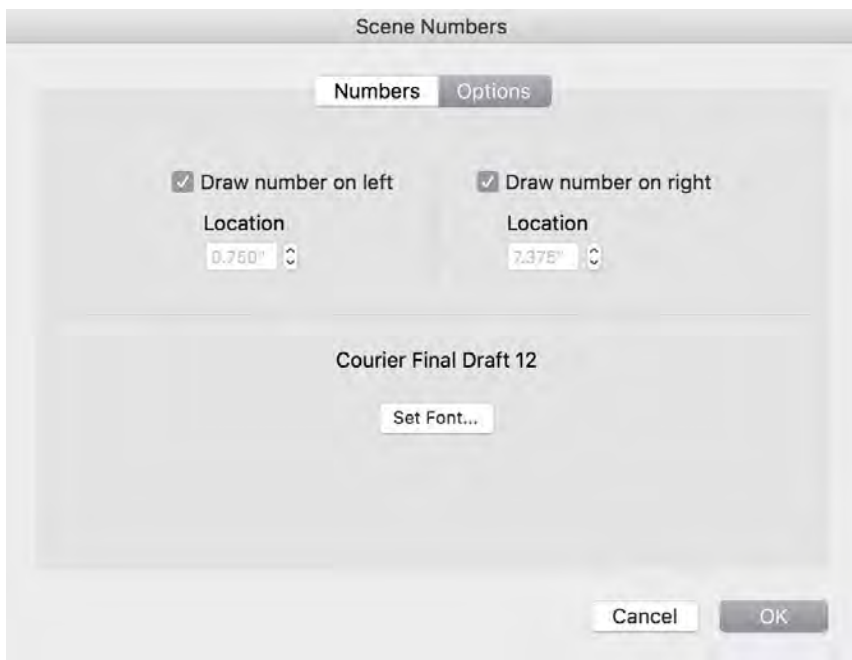 Scene Numbers
Numbers Options
Draw number on left Draw number on right
Location Location
0.750" 7.375"
Courier Final Draft 12
Set Font...
Cancel OK